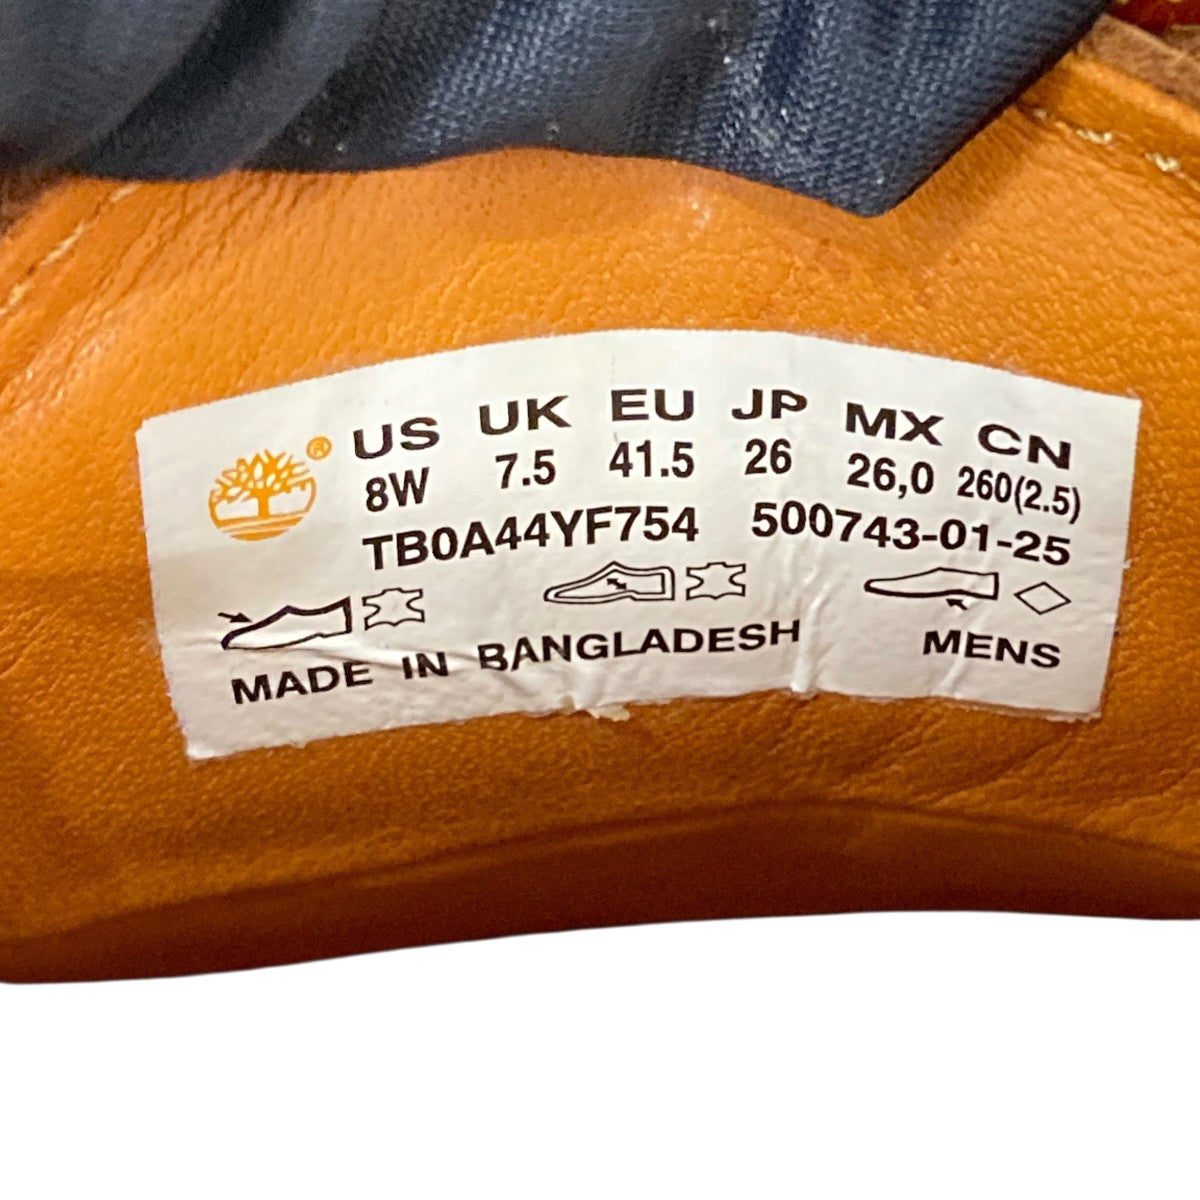 ® US UK EU JP MX CN
8W 7.5 41.5 26 26,0 260(2.5)
TB0A44YF754 500743-01-25
MADE IN BANGLADESH MENS